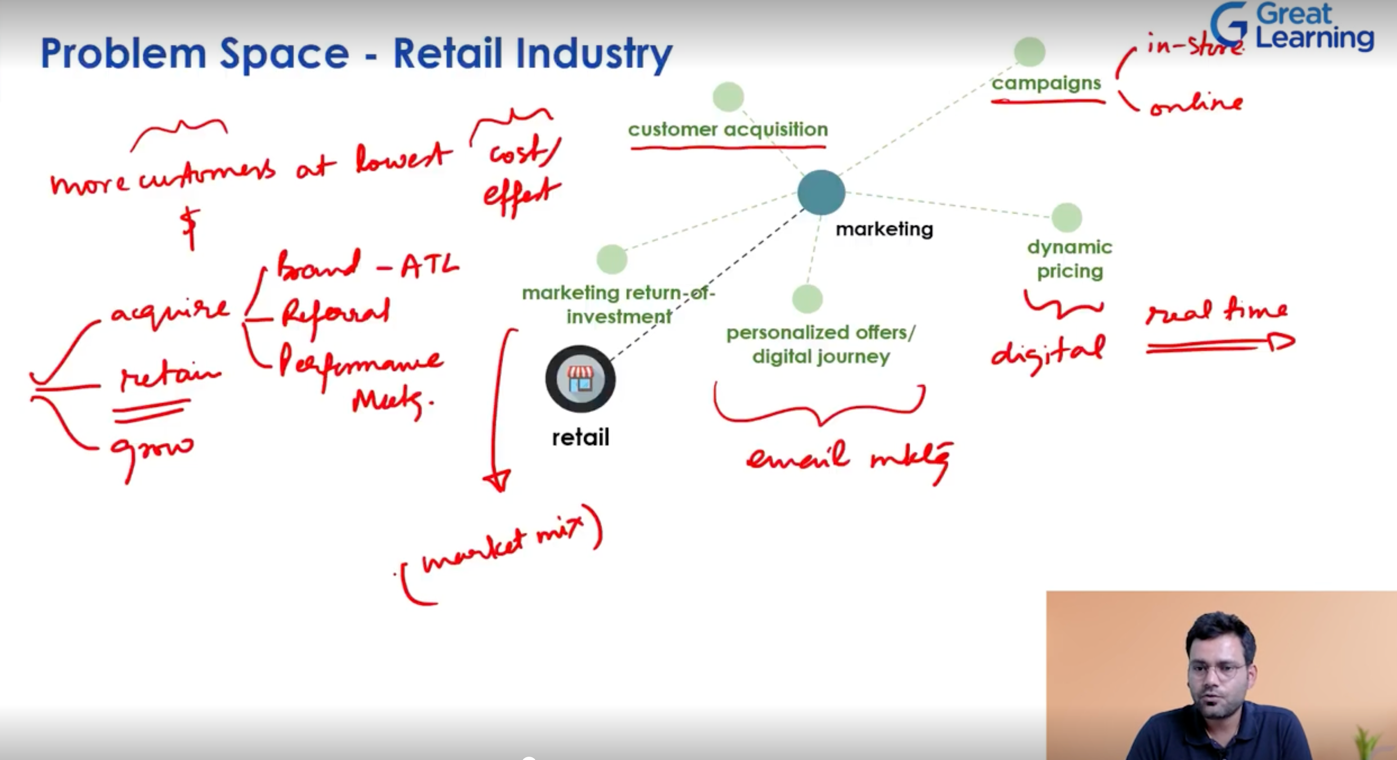 Great
Learning
Problem Space - Retail Industry
in-store
campaigns
online
customer acquisition
more customers at lowest
cost/
effort
$
marketing
dynamic
pricing
Brand - ATL
acquire
Referral
Performance
Mktg.
retain
grow
marketing return-of-
investment
personalized offers/
digital journey
real time
digital
retail
email mktg
(market mix)